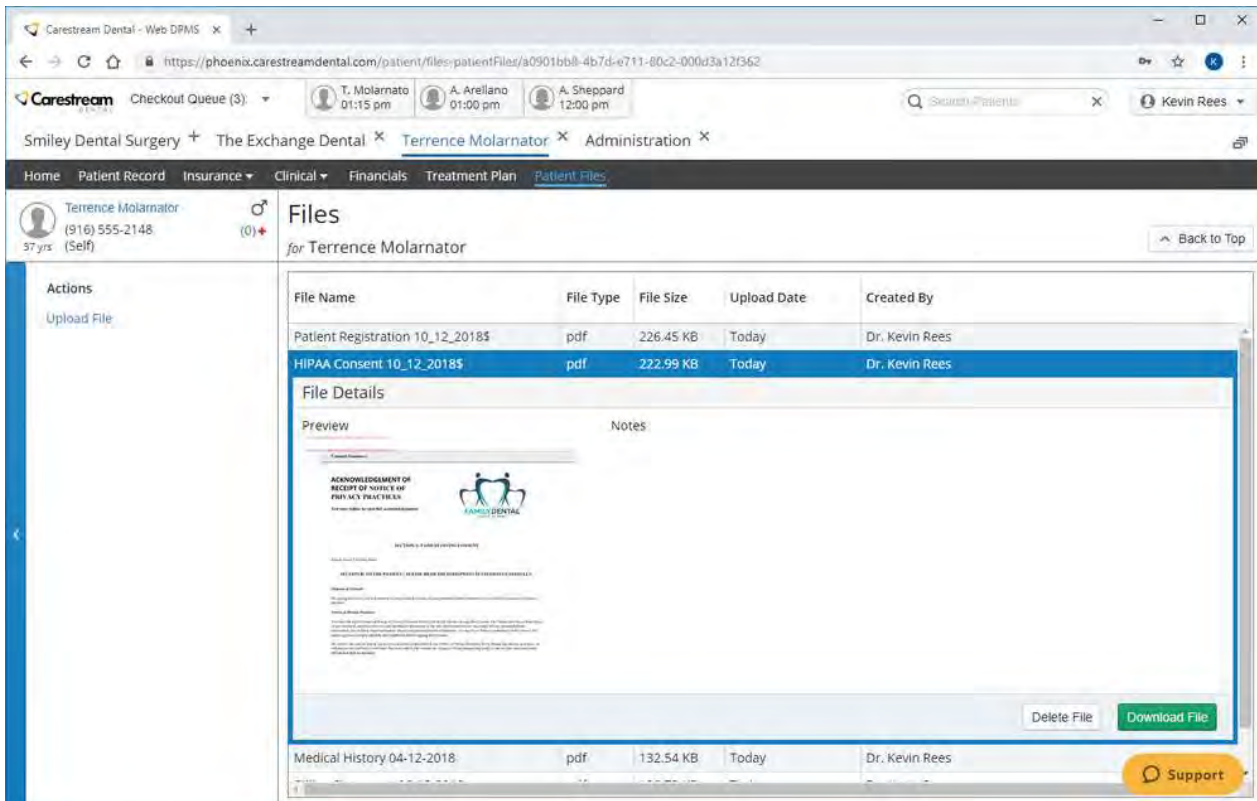 Carestream Dental - Web DPMS
https://phoenix.carestreamdental.com/patient/files-patientFiles/a0901bb8-4b7d-e711-80c2-000d3a12f362
K
Carestream
DENTAL
Checkout Queue (3):
T. Molarnato
01:15 pm
A. Arellano
01:00 pm
A. Sheppard
12:00 pm
Search Patients
Kevin Rees
Smiley Dental Surgery
The Exchange Dental
Terrence Molarnator
Administration
Home Patient Record Insurance Clinical Financials Treatment Plan Patient Files
Terrence Molarnator
(916) 555-2148
(0)
57 yrs (Self)
Files
for Terrence Molarnator
Back to Top
Actions
Upload File
File Name File Type File Size Upload Date Created By
Patient Registration 10_12_2018$ pdf 226.45 KB Today Dr. Kevin Rees
HIPAA Consent 10_12_2018$ pdf 222.99 KB Today Dr. Kevin Rees
File Details
Preview Notes
ACKNOWLEDGEMENT OF
RECEIPT OF NOTICE OF
PRIVACY PRACTICES
FAMILY DENTAL
Delete File Download File
Medical History 04-12-2018 pdf 132.54 KB Today Dr. Kevin Rees
Support